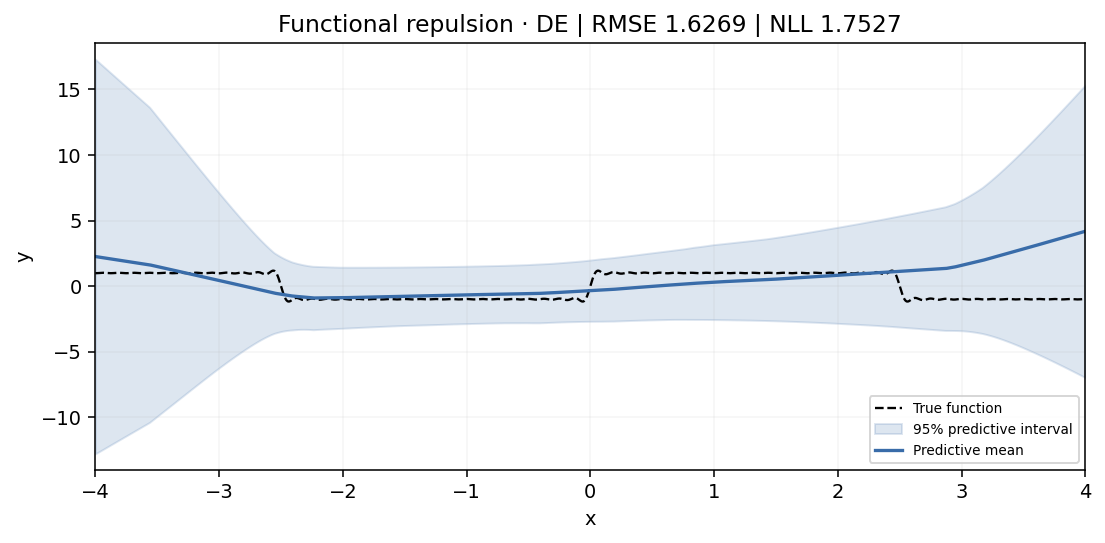 Functional repulsion · DE | RMSE 1.6269 | NLL 1.7527
y
15
10
5
0
−5
−10
−4 −3 −2 −1 0 1 2 3 4
x
True function
95% predictive interval
Predictive mean